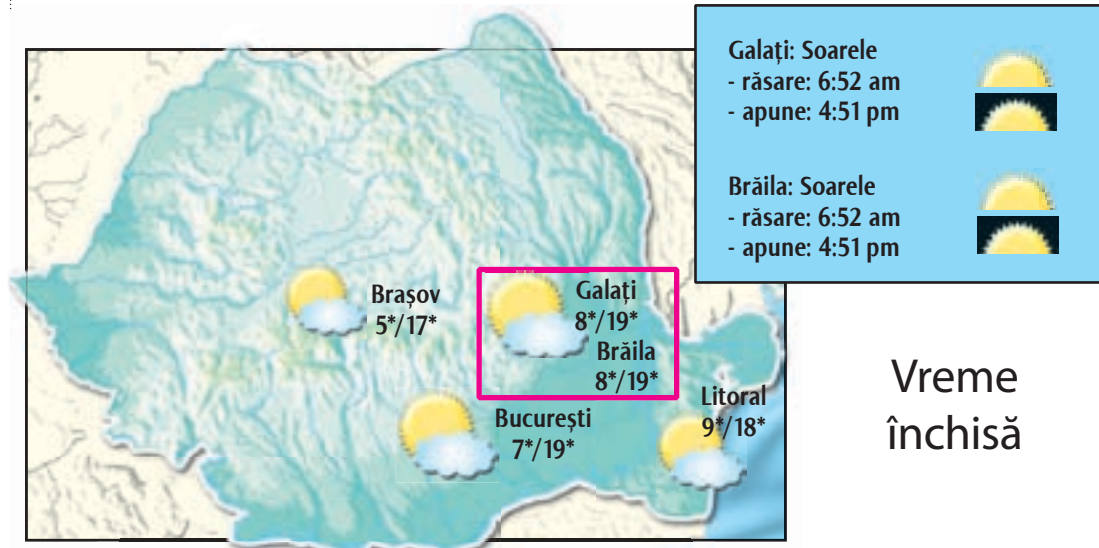 Galați: Soarele
- răsare: 6:52 am
- apune: 4:51 pm
Brăila: Soarele
- răsare: 6:52 am
- apune: 4:51 pm
Brașov
5*/17*
Galați
8*/19*
Brăila
8*/19*
București
7*/19*
Litoral
9*/18*
Vreme
închisă